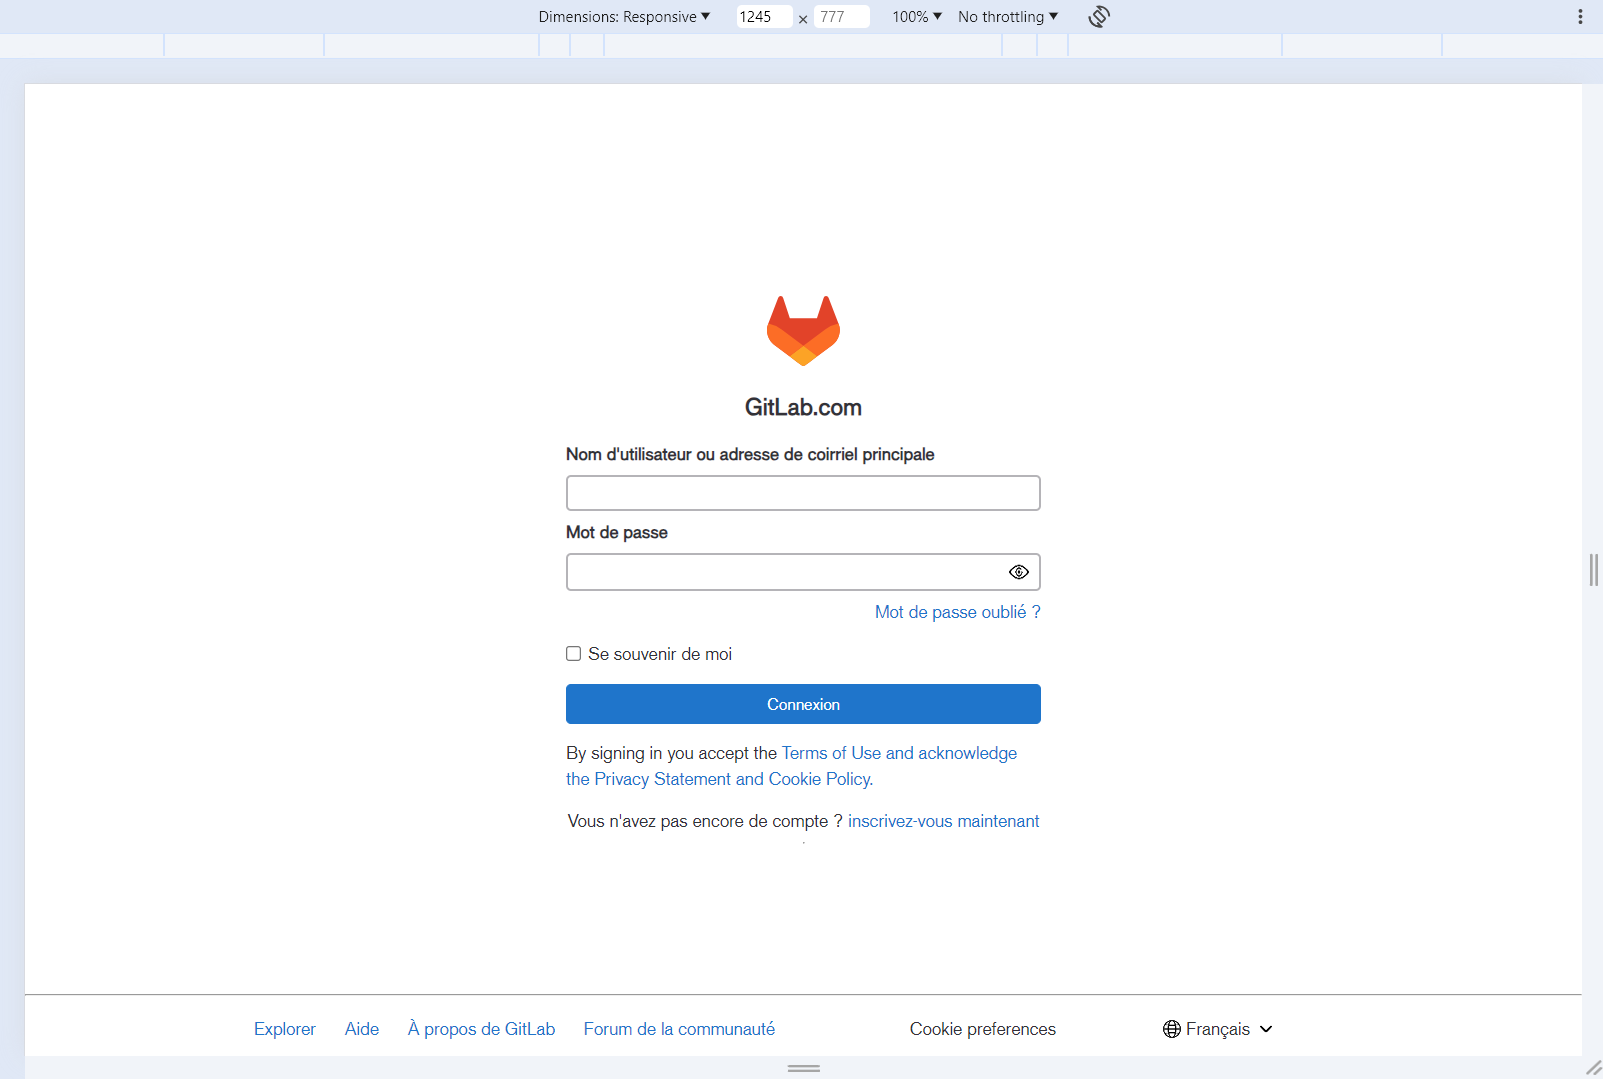 Dimensions: Responsive ▼ 1245 × 777 100% ▼ No throttling ▼
GitLab.com
Nom d'utilisateur ou adresse de coirriel principale
Mot de passe
Mot de passe oublié ?
Se souvenir de moi
Connexion
By signing in you accept the Terms of Use and acknowledge
the Privacy Statement and Cookie Policy.
Vous n'avez pas encore de compte ? inscrivez-vous maintenant
.
Explorer Aide À propos de GitLab Forum de la communauté Cookie preferences Français